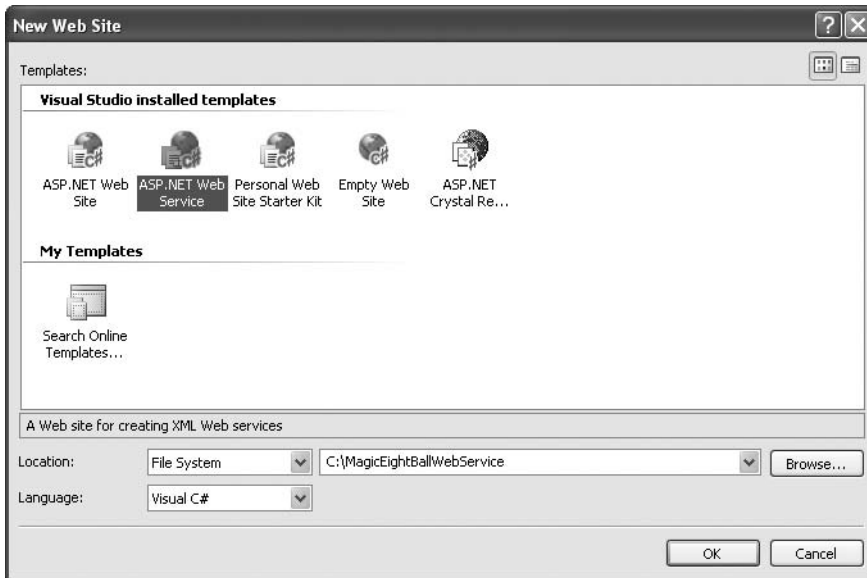 New Web Site
Templates:
Visual Studio installed templates
ASP.NET Web Site
ASP.NET Web Service
Personal Web Site Starter Kit
Empty Web Site
ASP.NET Crystal Re...
My Templates
Search Online Templates...
A Web site for creating XML Web services
Location:
File System
C:\MagicEightBallWebService
Browse...
Language:
Visual C#
OK
Cancel